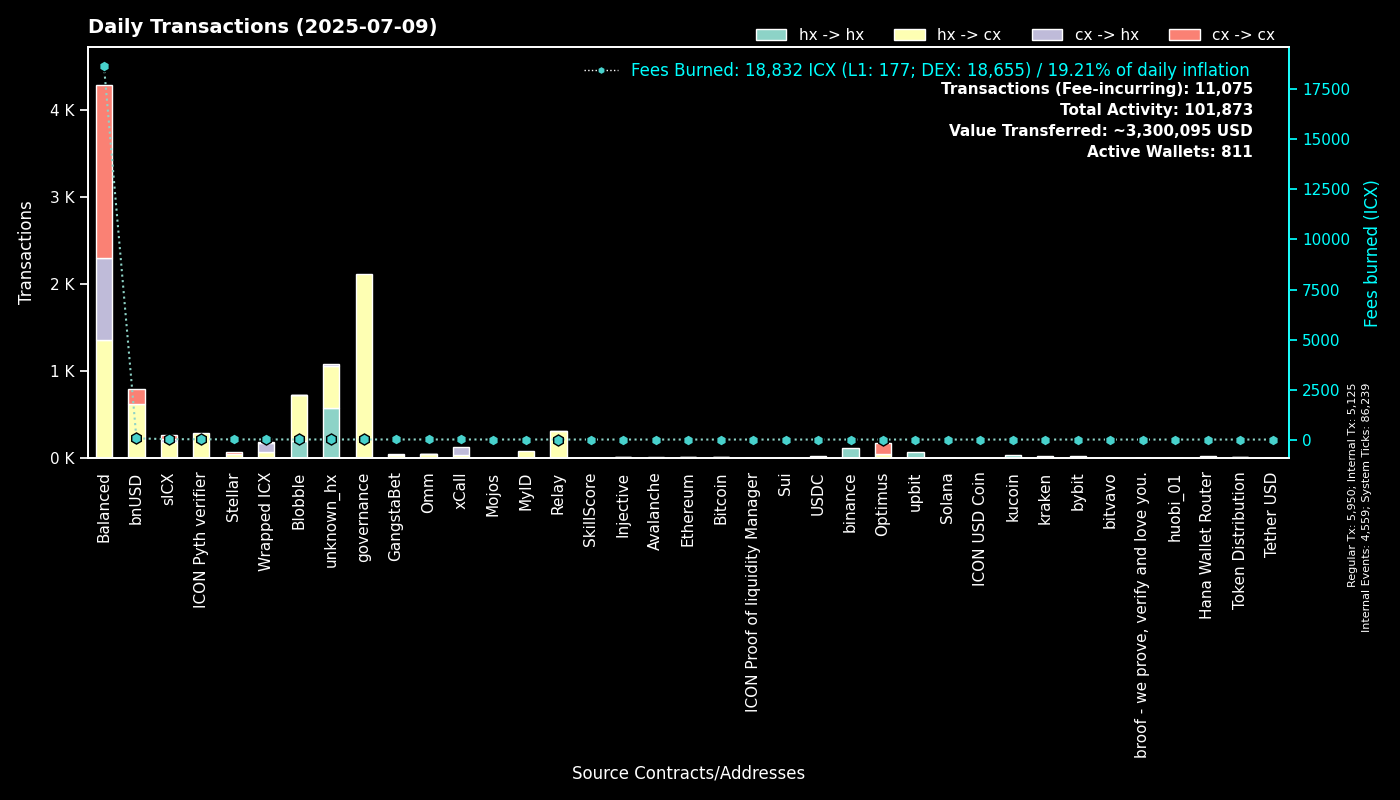 Daily Transactions (2025-07-09)
hx -> hx
hx -> cx
cx -> hx
cx -> cx
Fees Burned: 18,832 ICX (L1: 177; DEX: 18,655) / 19.21% of daily inflation
Transactions (Fee-incurring): 11,075
Total Activity: 101,873
Value Transferred: ~3,300,095 USD
Active Wallets: 811
Transactions
4 K
3 K
2 K
1 K
0 K
17500
15000
12500
10000
7500
5000
2500
0
Fees burned (ICX)
Regular Tx: 5,950; Internal Tx: 5,125
Internal Events: 4,559; System Ticks: 86,239
Balanced
bnUSD
sICX
ICON Pyth verifier
Stellar
Wrapped ICX
Blobble
unknown_hx
governance
GangstaBet
Omm
xCall
Mojos
MyID
Relay
SkillScore
Injective
Avalanche
Ethereum
Bitcoin
ICON Proof of liquidity Manager
Sui
USDC
binance
Optimus
upbit
Solana
ICON USD Coin
kucoin
kraken
bybit
bitvavo
broof - we prove, verify and love you.
huobi_01
Hana Wallet Router
Token Distribution
Tether USD
Source Contracts/Addresses